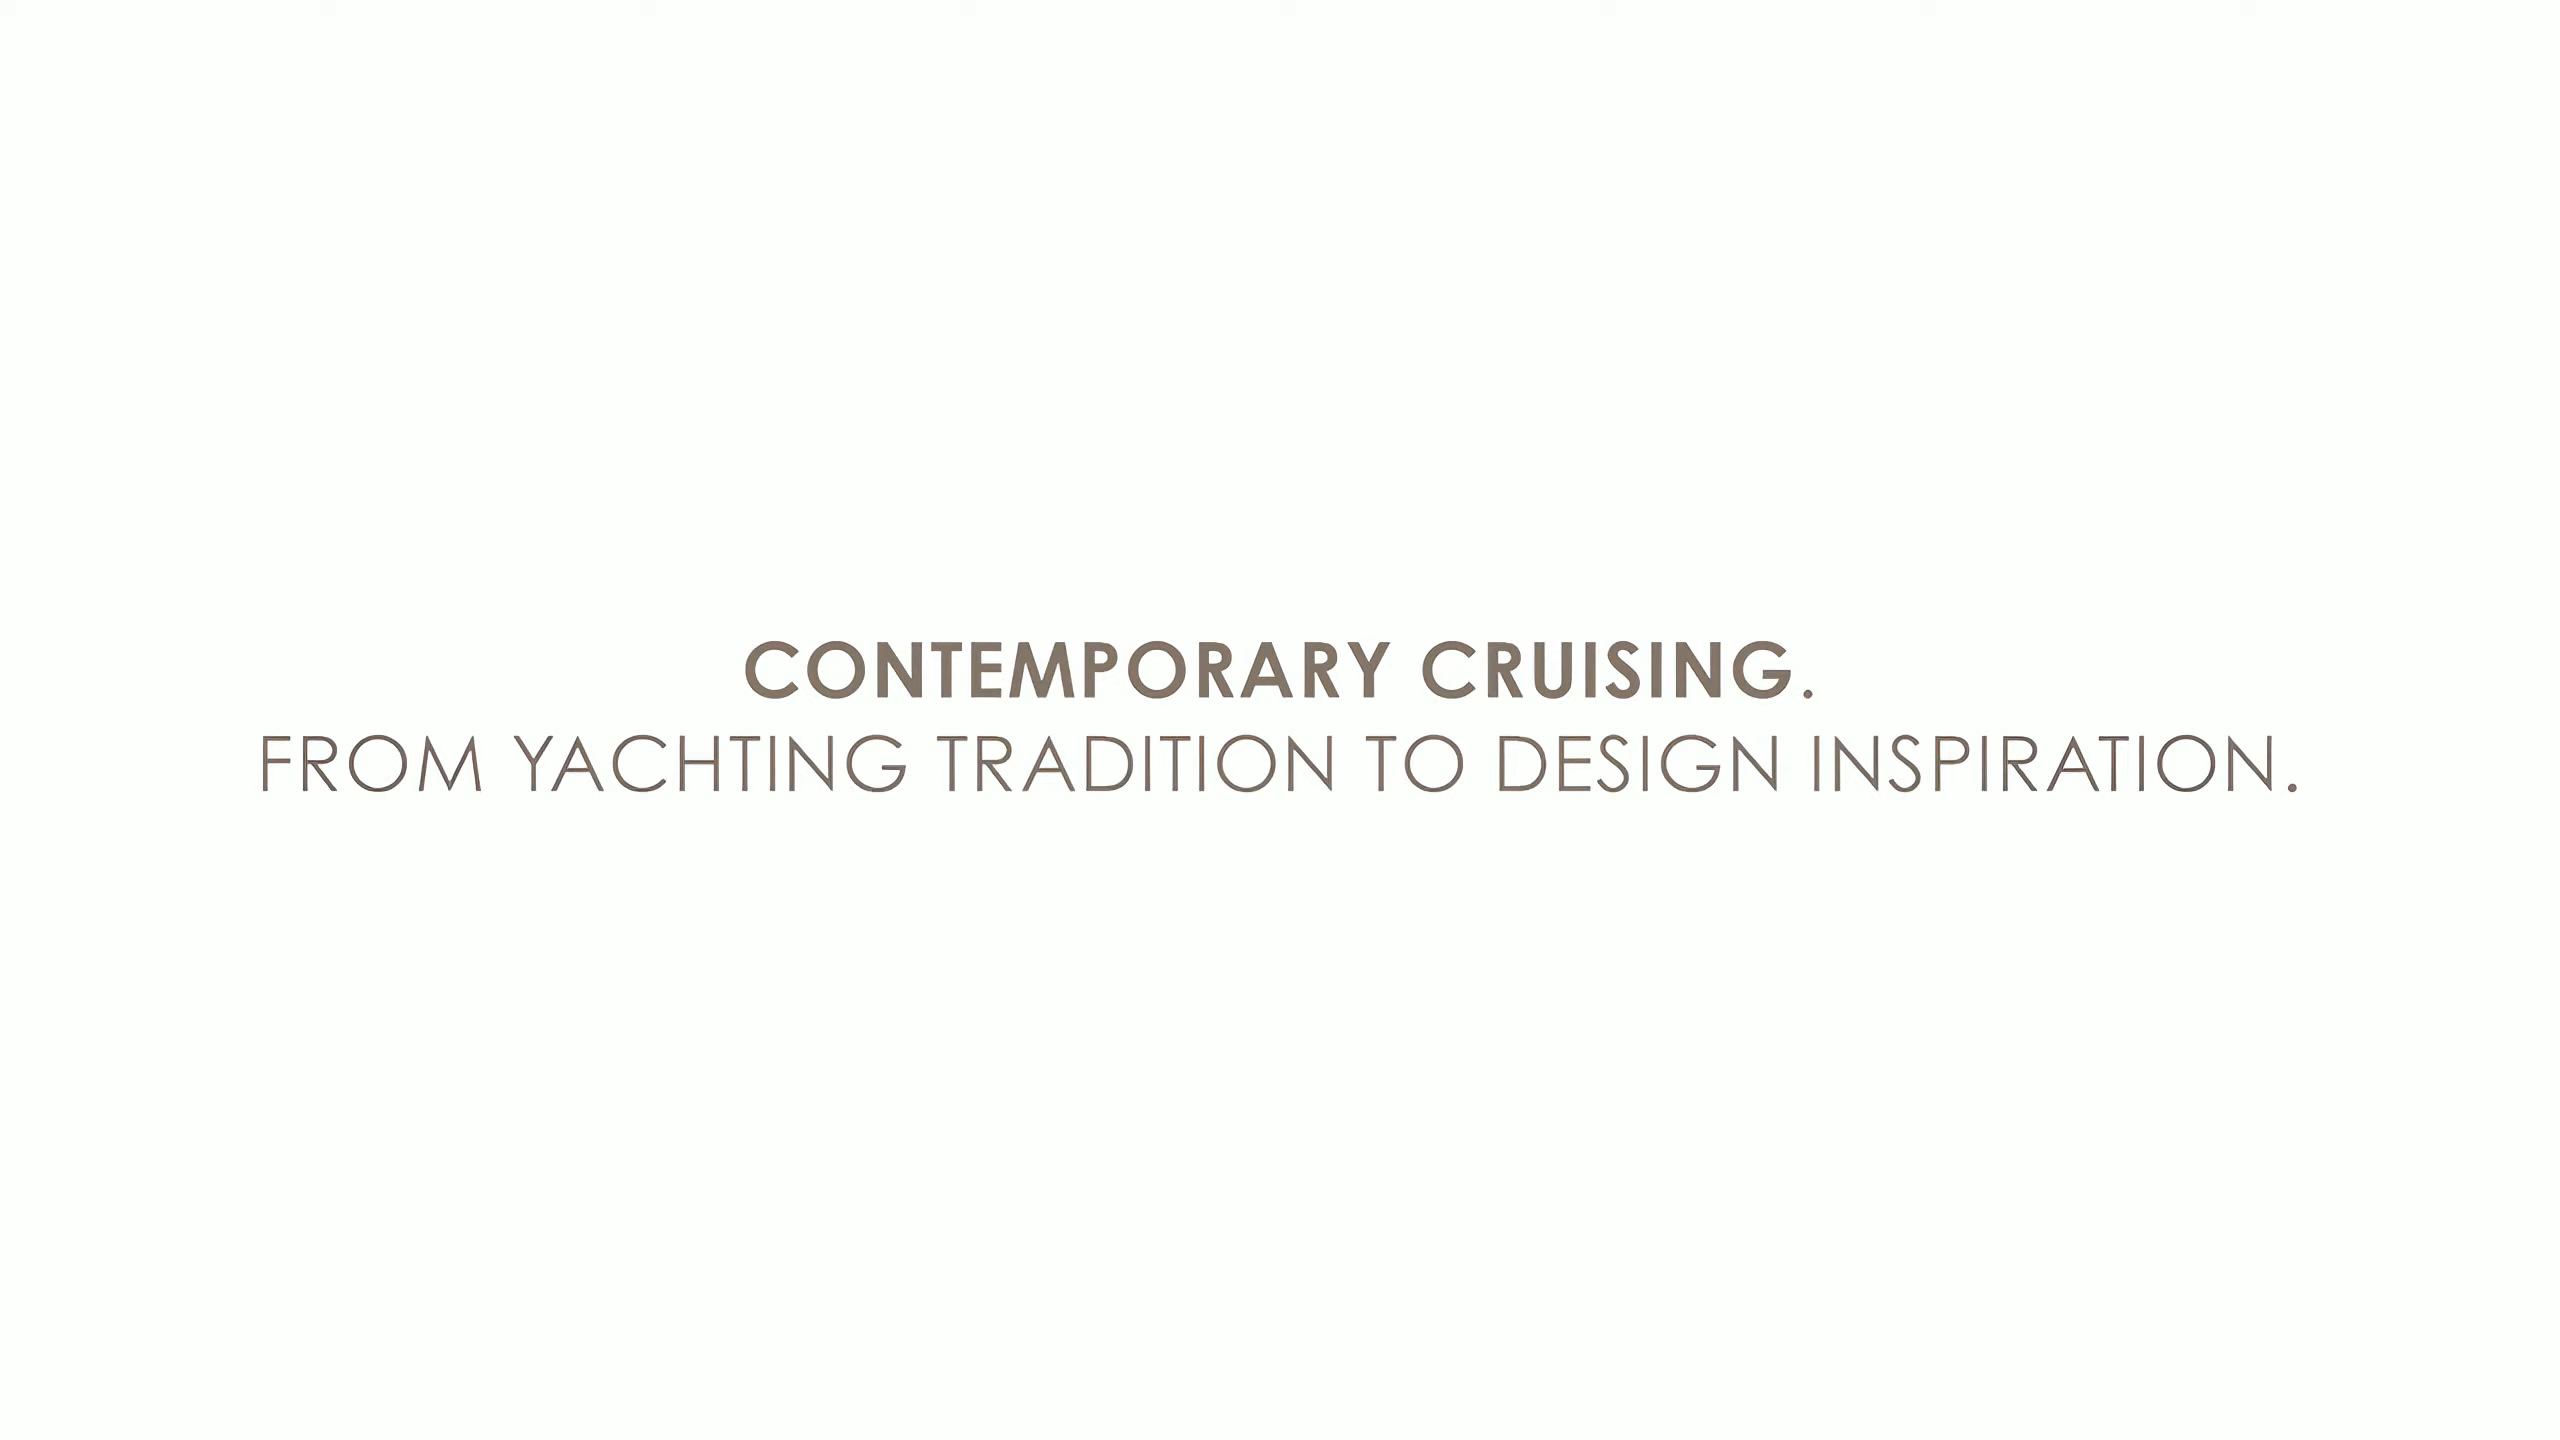 CONTEMPORARY CRUISING.
FROM YACHTING TRADITION TO DESIGN INSPIRATION.